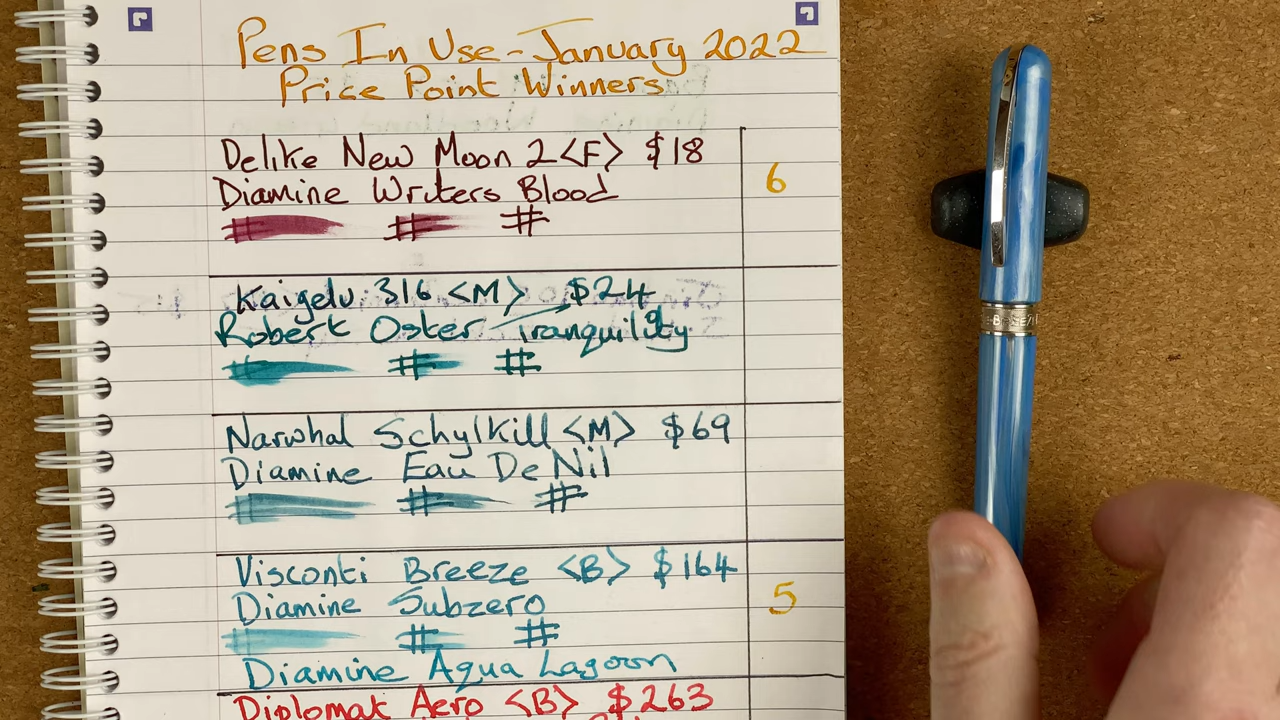 Pens In Use - January 2022
Price Point Winners
Delike New Moon 2 <F> $18
Diamine Writers Blood
6
Kaigelu 316 <M> $24
Robert Oster Tranquility
Narwhal Schylkill <M> $69
Diamine Eau De Nil
Visconti Breeze <B> $164
Diamine Subzero
5
Diamine Aqua Lagoon
Diplomat Aero <B> $263